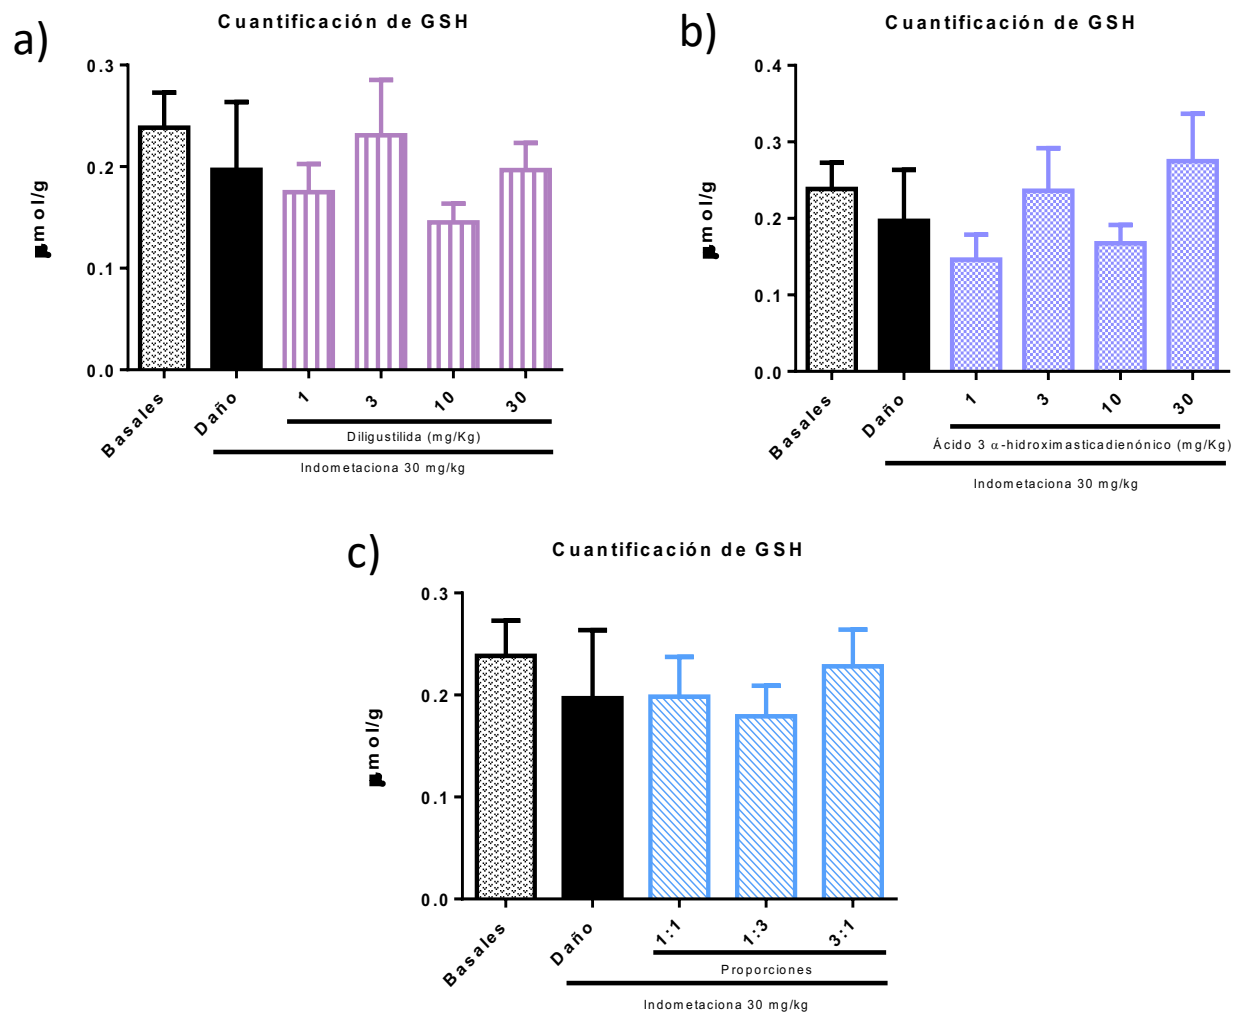 a)
Cuantificación de GSH
0.3
0.2
0.1
0.0
μmol/g
Basales
Daño
1
3
10
30
Diligustilida (mg/Kg)
Indometaciona 30 mg/kg
b)
Cuantificación de GSH
0.4
0.3
0.2
0.1
0.0
μmol/g
Basales
Daño
1
3
10
30
Ácido 3 α-hidroximasticadienónico (mg/Kg)
Indometaciona 30 mg/kg
c)
Cuantificación de GSH
0.3
0.2
0.1
0.0
μmol/g
Basales
Daño
1:1
1:3
3:1
Proporciones
Indometaciona 30 mg/kg